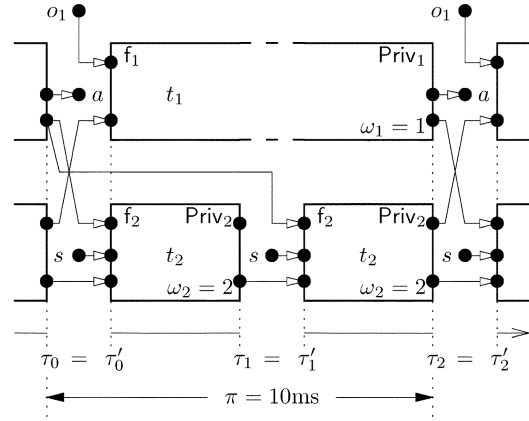 o₁ o₁
f₁ Priv₁
t₁ a a
ω₁ = 1
f₂ Priv₂ f₂ Priv₂
s t₂ s t₂ s
ω₂ = 2 ω₂ = 2
τ₀ = τ′₀ τ₁ = τ′₁ τ₂ = τ′₂
π = 10ms